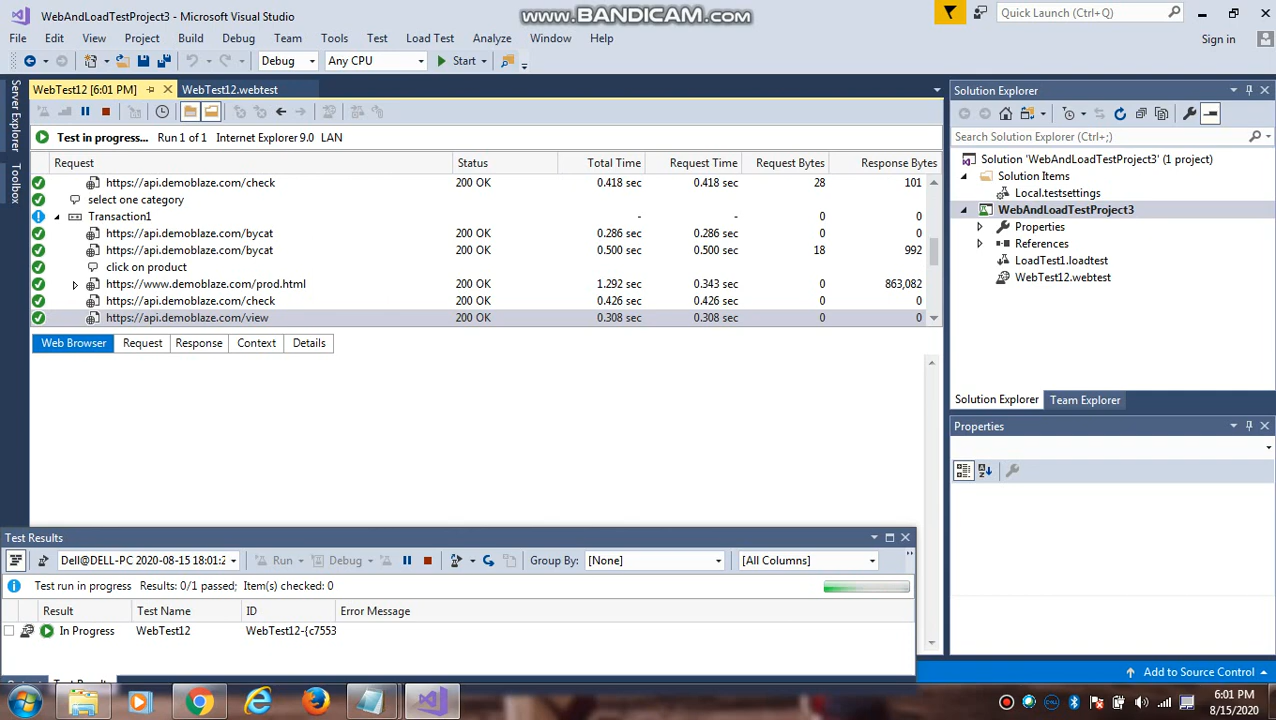 WebAndLoadTestProject3 - Microsoft Visual Studio
www.BANDICAM.com
Quick Launch (Ctrl+Q)
File Edit View Project Build Debug Team Tools Test Load Test Analyze Window Help
Sign in
Debug Any CPU Start
Server Explorer
Toolbox
WebTest12 [6:01 PM] WebTest12.webtest
Test in progress... Run 1 of 1 Internet Explorer 9.0 LAN
Request Status Total Time Request Time Request Bytes Response Bytes
https://api.demoblaze.com/check 200 OK 0.418 sec 0.418 sec 28 101
select one category
Transaction1 - - 0 0
https://api.demoblaze.com/bycat 200 OK 0.286 sec 0.286 sec 0 0
https://api.demoblaze.com/bycat 200 OK 0.500 sec 0.500 sec 18 992
click on product
https://www.demoblaze.com/prod.html 200 OK 1.292 sec 0.343 sec 0 863,082
https://api.demoblaze.com/check 200 OK 0.426 sec 0.426 sec 0 0
https://api.demoblaze.com/view 200 OK 0.308 sec 0.308 sec 0 0
Web Browser Request Response Context Details
Solution Explorer
Search Solution Explorer (Ctrl+;)
Solution 'WebAndLoadTestProject3' (1 project)
Solution Items
Local.testsettings
WebAndLoadTestProject3
Properties
References
LoadTest1.loadtest
WebTest12.webtest
Solution Explorer Team Explorer
Properties
Test Results
Dell@DELL-PC 2020-08-15 18:01:2 Run Debug Group By: [None] [All Columns]
Test run in progress Results: 0/1 passed; Item(s) checked: 0
Result Test Name ID Error Message
In Progress WebTest12 WebTest12-{c7553
Add to Source Control
6:01 PM
8/15/2020